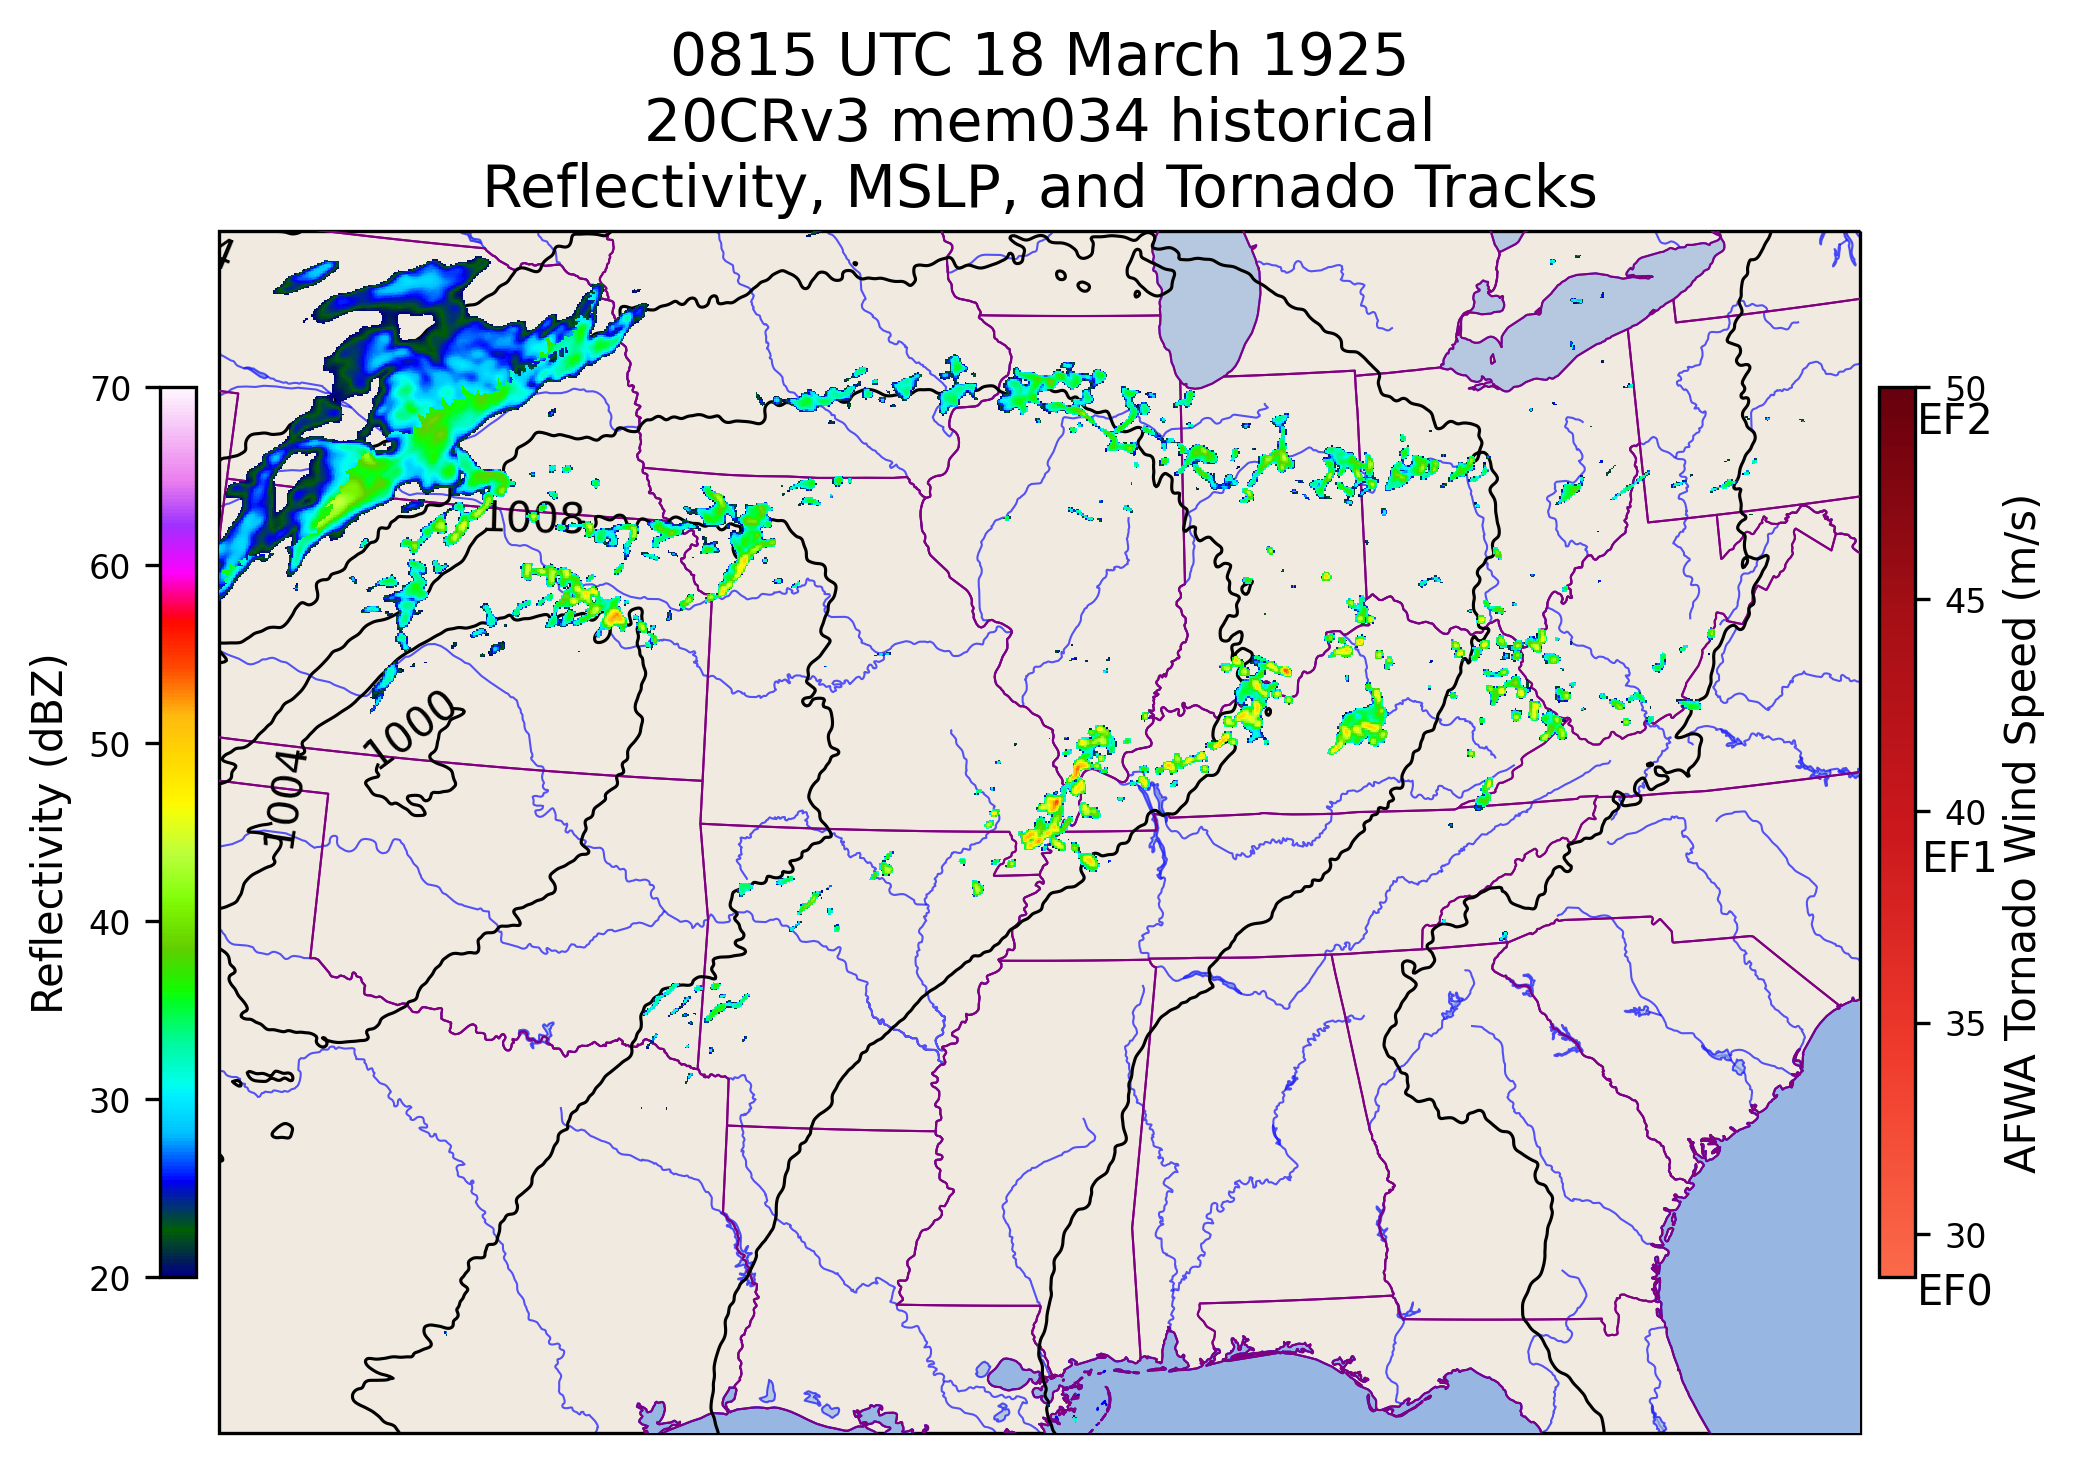 0815 UTC 18 March 1925
20CRv3 mem034 historical
Reflectivity, MSLP, and Tornado Tracks
70
60
50
40
30
20
Reflectivity (dBZ)
1008
1000
1004
50
EF2
45
40
EF1
35
30
EF0
AFWA Tornado Wind Speed (m/s)